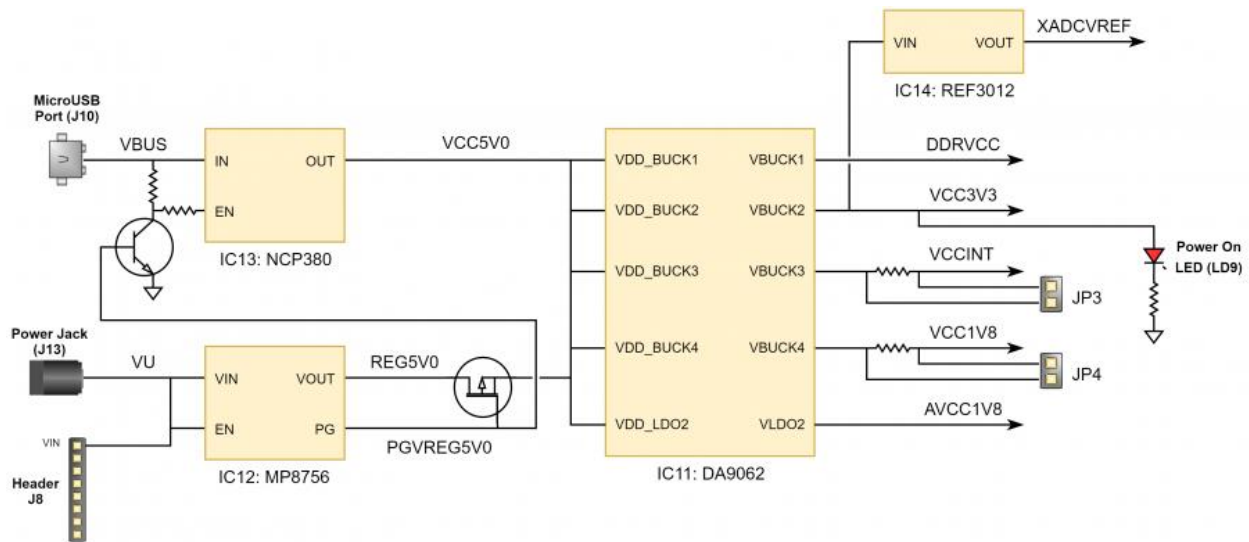 VIN
VOUT
XADCVREF
IC14: REF3012
MicroUSB
Port (J10)
VBUS
IN
OUT
EN
IC13: NCP380
VCC5V0
VDD_BUCK1
VBUCK1
DDRVCC
VDD_BUCK2
VBUCK2
VCC3V3
VDD_BUCK3
VBUCK3
VCCINT
JP3
VDD_BUCK4
VBUCK4
VCC1V8
JP4
VDD_LDO2
VLDO2
AVCC1V8
IC11: DA9062
Power On
LED (LD9)
Power Jack
(J13)
VU
VIN
VOUT
REG5V0
EN
PG
PGVREG5V0
IC12: MP8756
VIN
Header
J8